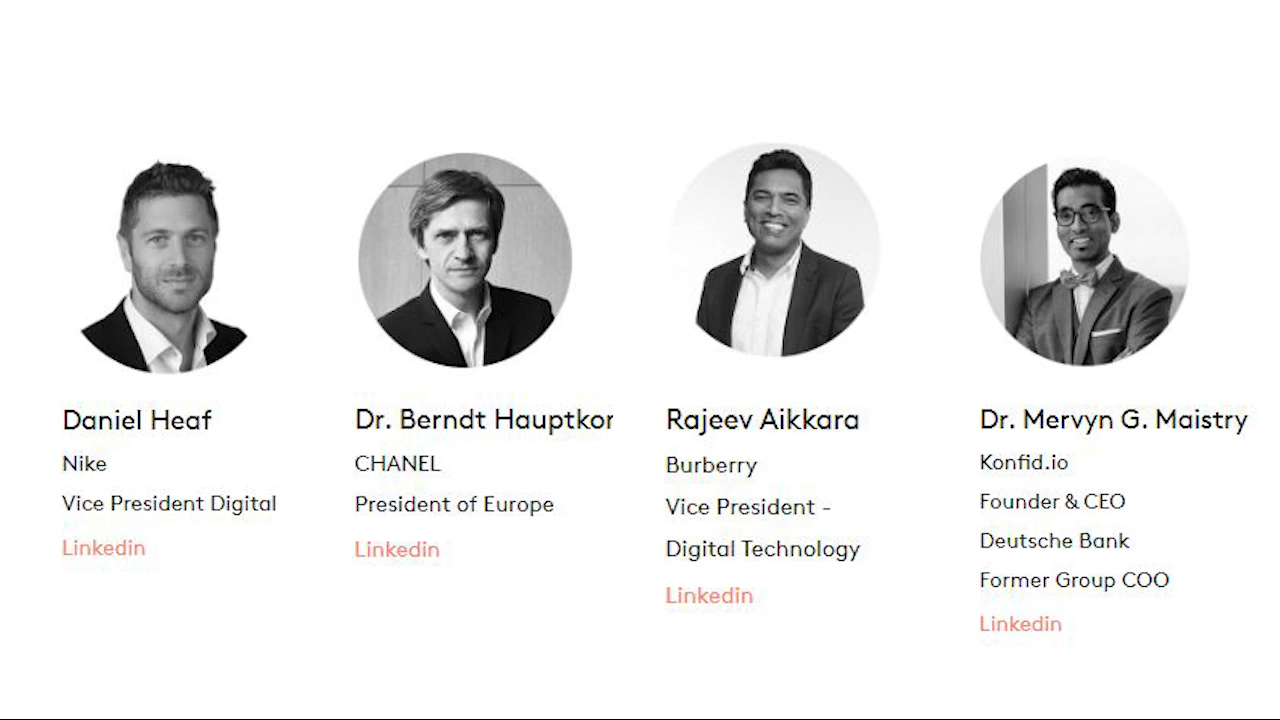 Daniel Heaf
Nike
Vice President Digital
Linkedin
Dr. Berndt Hauptkor
CHANEL
President of Europe
Linkedin
Rajeev Aikkara
Burberry
Vice President -
Digital Technology
Linkedin
Dr. Mervyn G. Maistry
Konfid.io
Founder & CEO
Deutsche Bank
Former Group COO
Linkedin